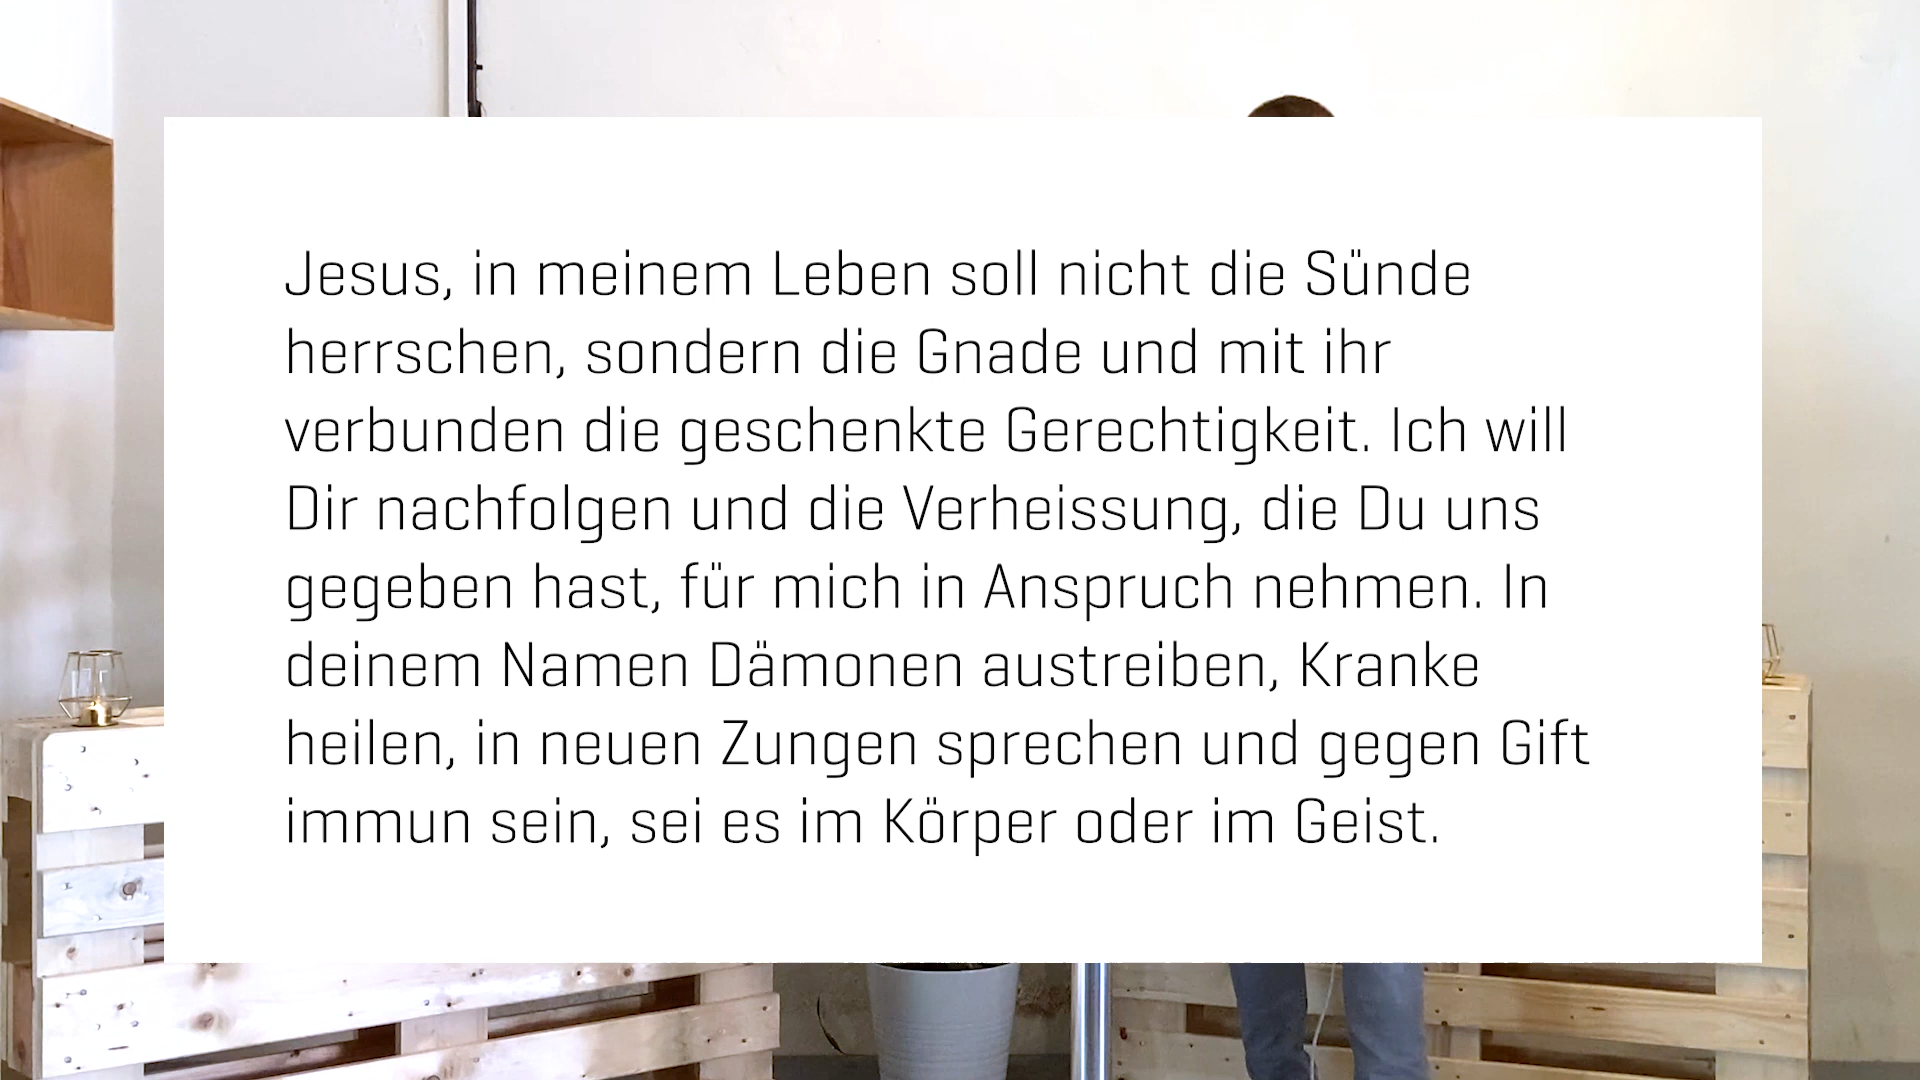 Jesus, in meinem Leben soll nicht die Sünde
herrschen, sondern die Gnade und mit ihr
verbunden die geschenkte Gerechtigkeit. Ich will
Dir nachfolgen und die Verheissung, die Du uns
gegeben hast, für mich in Anspruch nehmen. In
deinem Namen Dämonen austreiben, Kranke
heilen, in neuen Zungen sprechen und gegen Gift
immun sein, sei es im Körper oder im Geist.